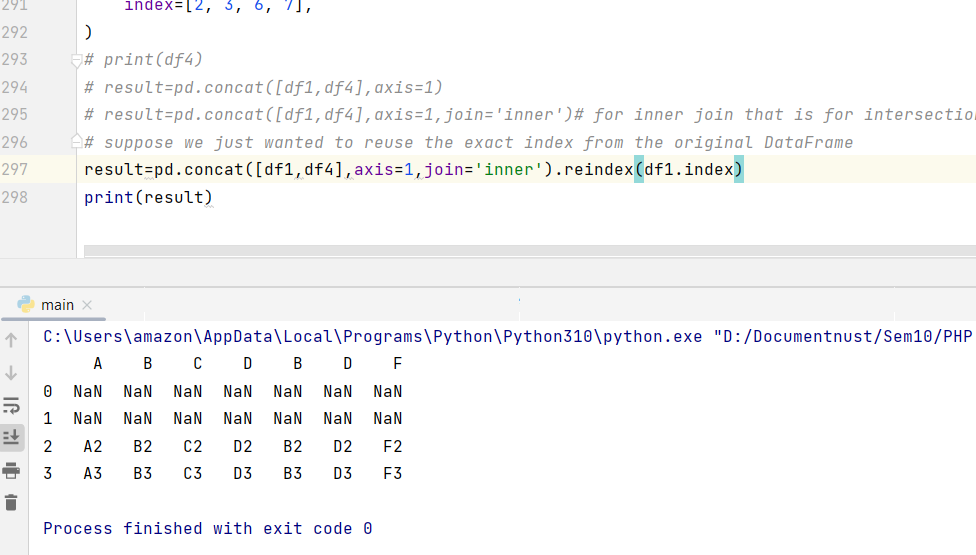 291     index=[2, 3, 6, 7],
292 )
293 # print(df4)
294 # result=pd.concat([df1,df4],axis=1)
295 # result=pd.concat([df1,df4],axis=1,join='inner')# for inner join that is for intersection
296 # suppose we just wanted to reuse the exact index from the original DataFrame
297 result=pd.concat([df1,df4],axis=1,join='inner').reindex(df1.index)
298 print(result)
main
C:\Users\amazon\AppData\Local\Programs\Python\Python310\python.exe "D:/Documentnust/Sem10/PHP
     A    B    C    D    B    D    F
0  NaN  NaN  NaN  NaN  NaN  NaN  NaN
1  NaN  NaN  NaN  NaN  NaN  NaN  NaN
2   A2   B2   C2   D2   B2   D2   F2
3   A3   B3   C3   D3   B3   D3   F3
Process finished with exit code 0